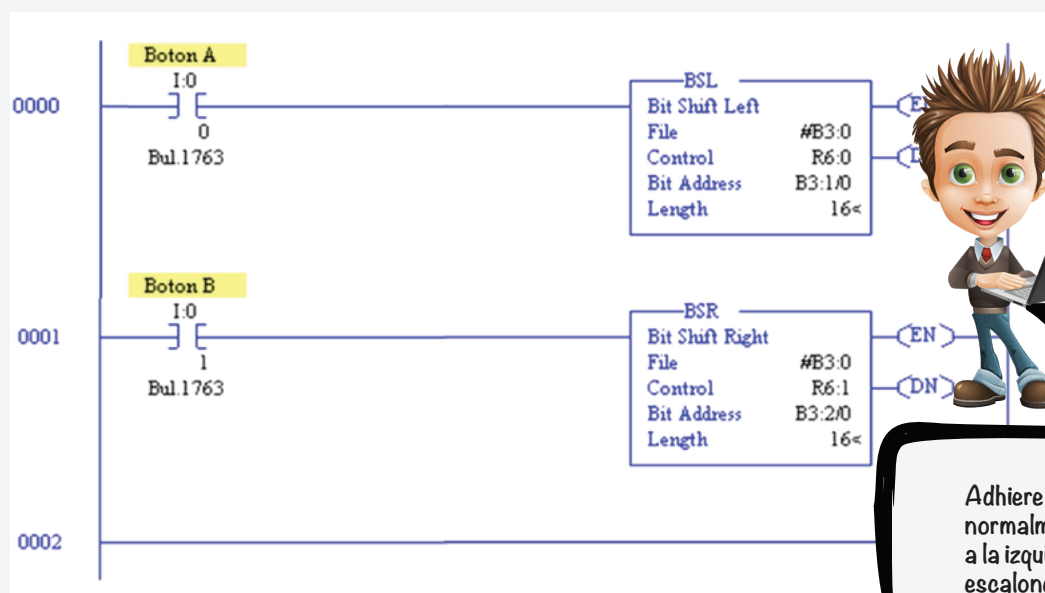 Boton A
I:0
0000
0
Bul.1763
BSL
Bit Shift Left
File #B3:0
Control R6:0
Bit Address B3:1/0
Length 16<
Boton B
I:0
0001
1
Bul.1763
BSR
Bit Shift Right
File #B3:0
Control R6:1
Bit Address B3:2/0
Length 16<
EN
DN
0002
Adhiere
a la